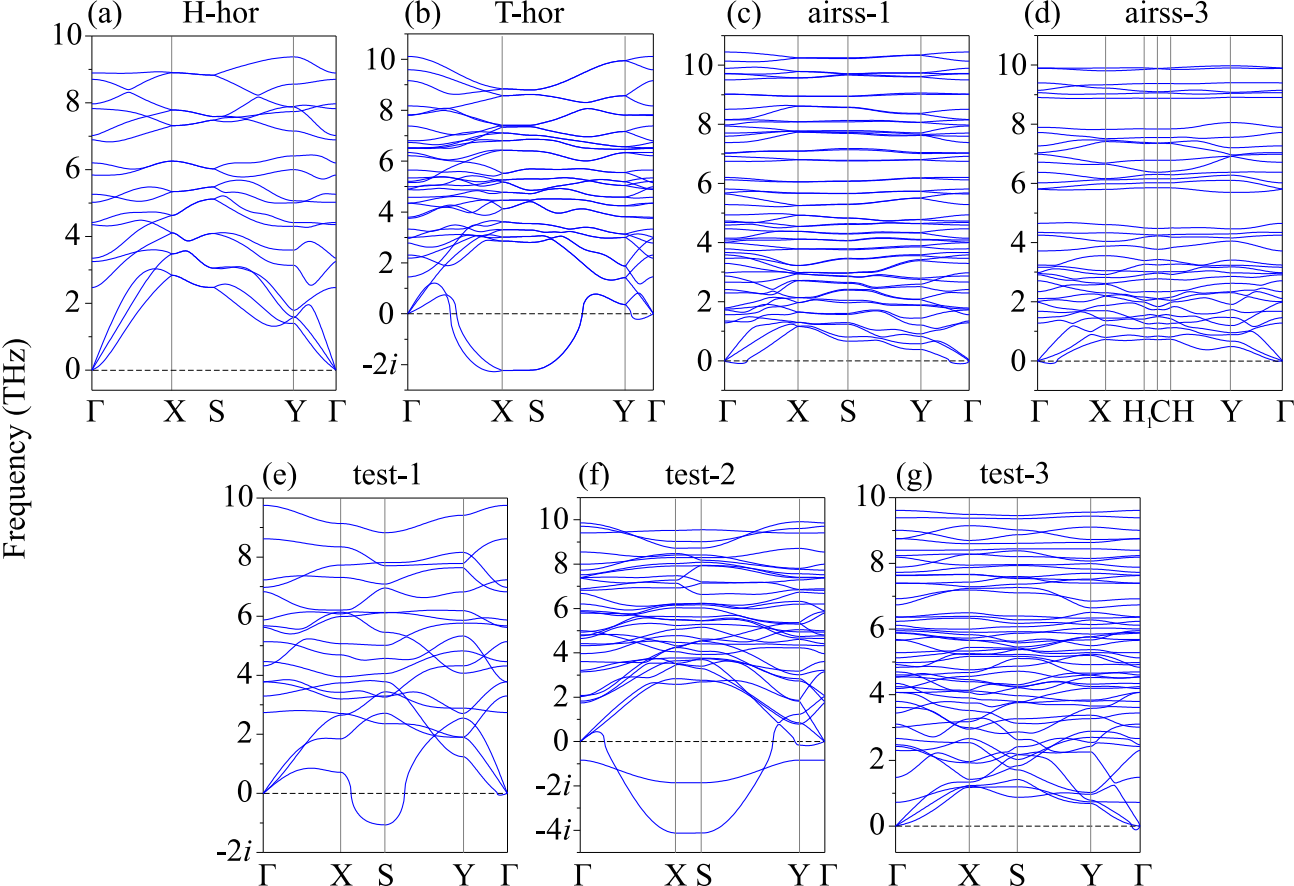 (a) H-hor
(b) T-hor
(c) airss-1
(d) airss-3
10
8
6
4
2
0
10
8
6
4
2
0
-2i
10
8
6
4
2
0
10
8
6
4
2
0
Γ X S Y Γ
Γ X S Y Γ
Γ X S Y Γ
Γ X H₁ C H Y Γ
Frequency (THz)
(e) test-1
(f) test-2
(g) test-3
10
8
6
4
2
0
-2i
10
8
6
4
2
0
-2i
-4i
10
8
6
4
2
0
Γ X S Y Γ
Γ X S Y Γ
Γ X S Y Γ